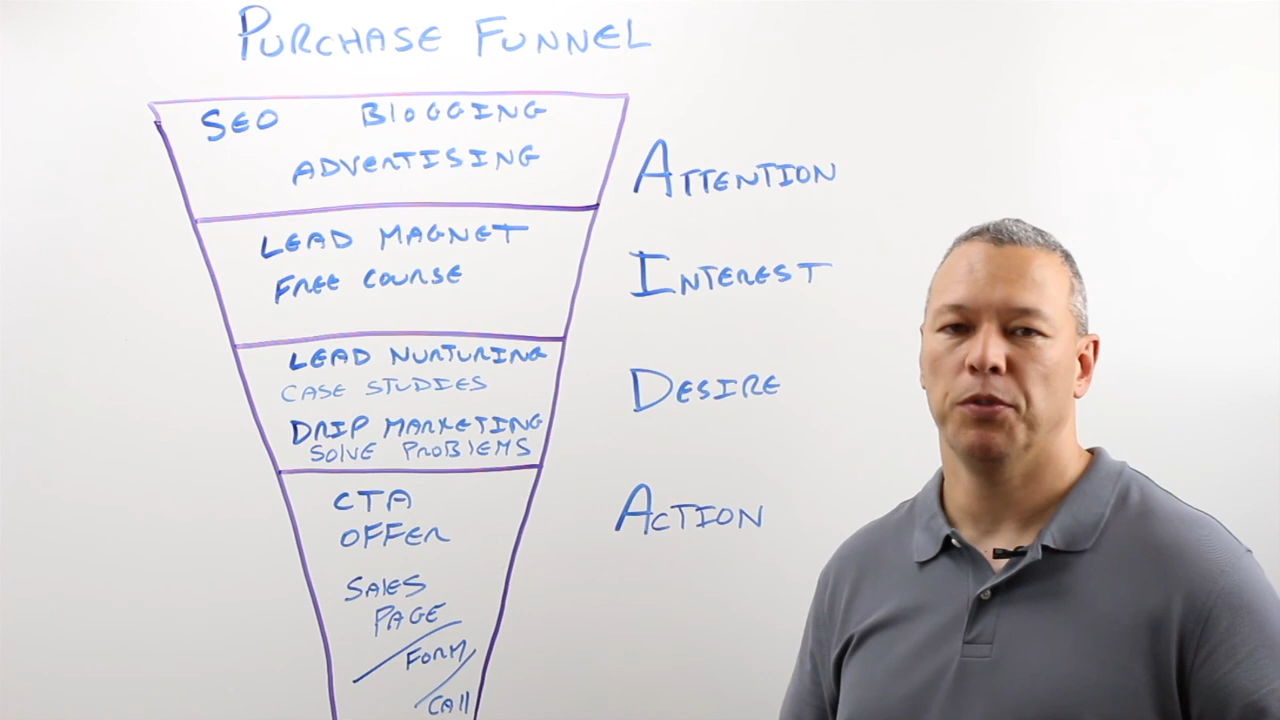 PURCHASE FUNNEL
SEO BlOGGING
ADVERTISING
ATTENTION
LEAD MAGNET
FREE COURSE
INTEREST
LEAD NURTURING
CASE STUDIES
DRIP MARKETING
SOLVE PROBlEMS
DESIRE
CTA
OFFER
SALES
PAGE
FORM
CAll
ACTION